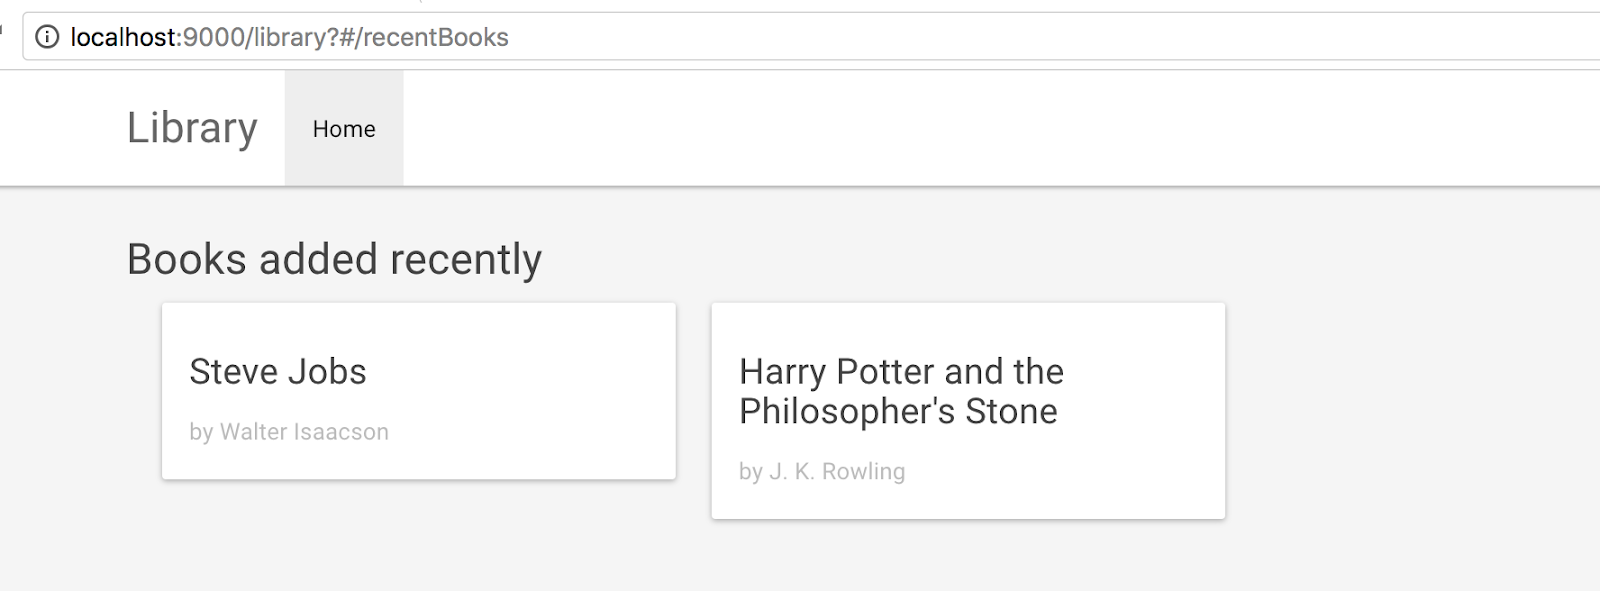 localhost:9000/library?#/recentBooks
Library Home
Books added recently
Steve Jobs
by Walter Isaacson
Harry Potter and the
Philosopher's Stone
by J. K. Rowling